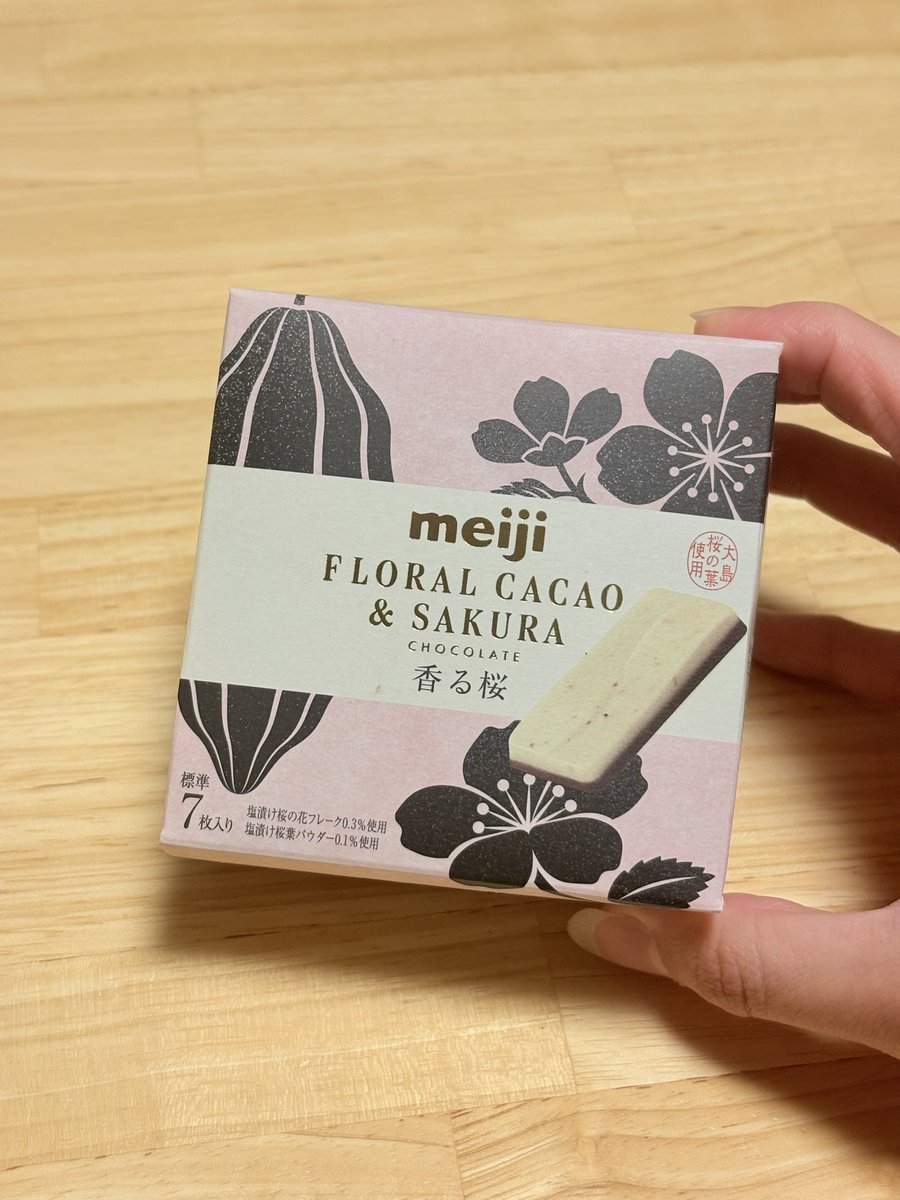 meiji
FLORAL CACAO
& SAKURA
CHOCOLATE
香る桜
大島
桜の葉
使用
標準
7枚入り
塩漬け桜の花フレーク0.3%使用
塩漬け桜葉パウダー0.1%使用